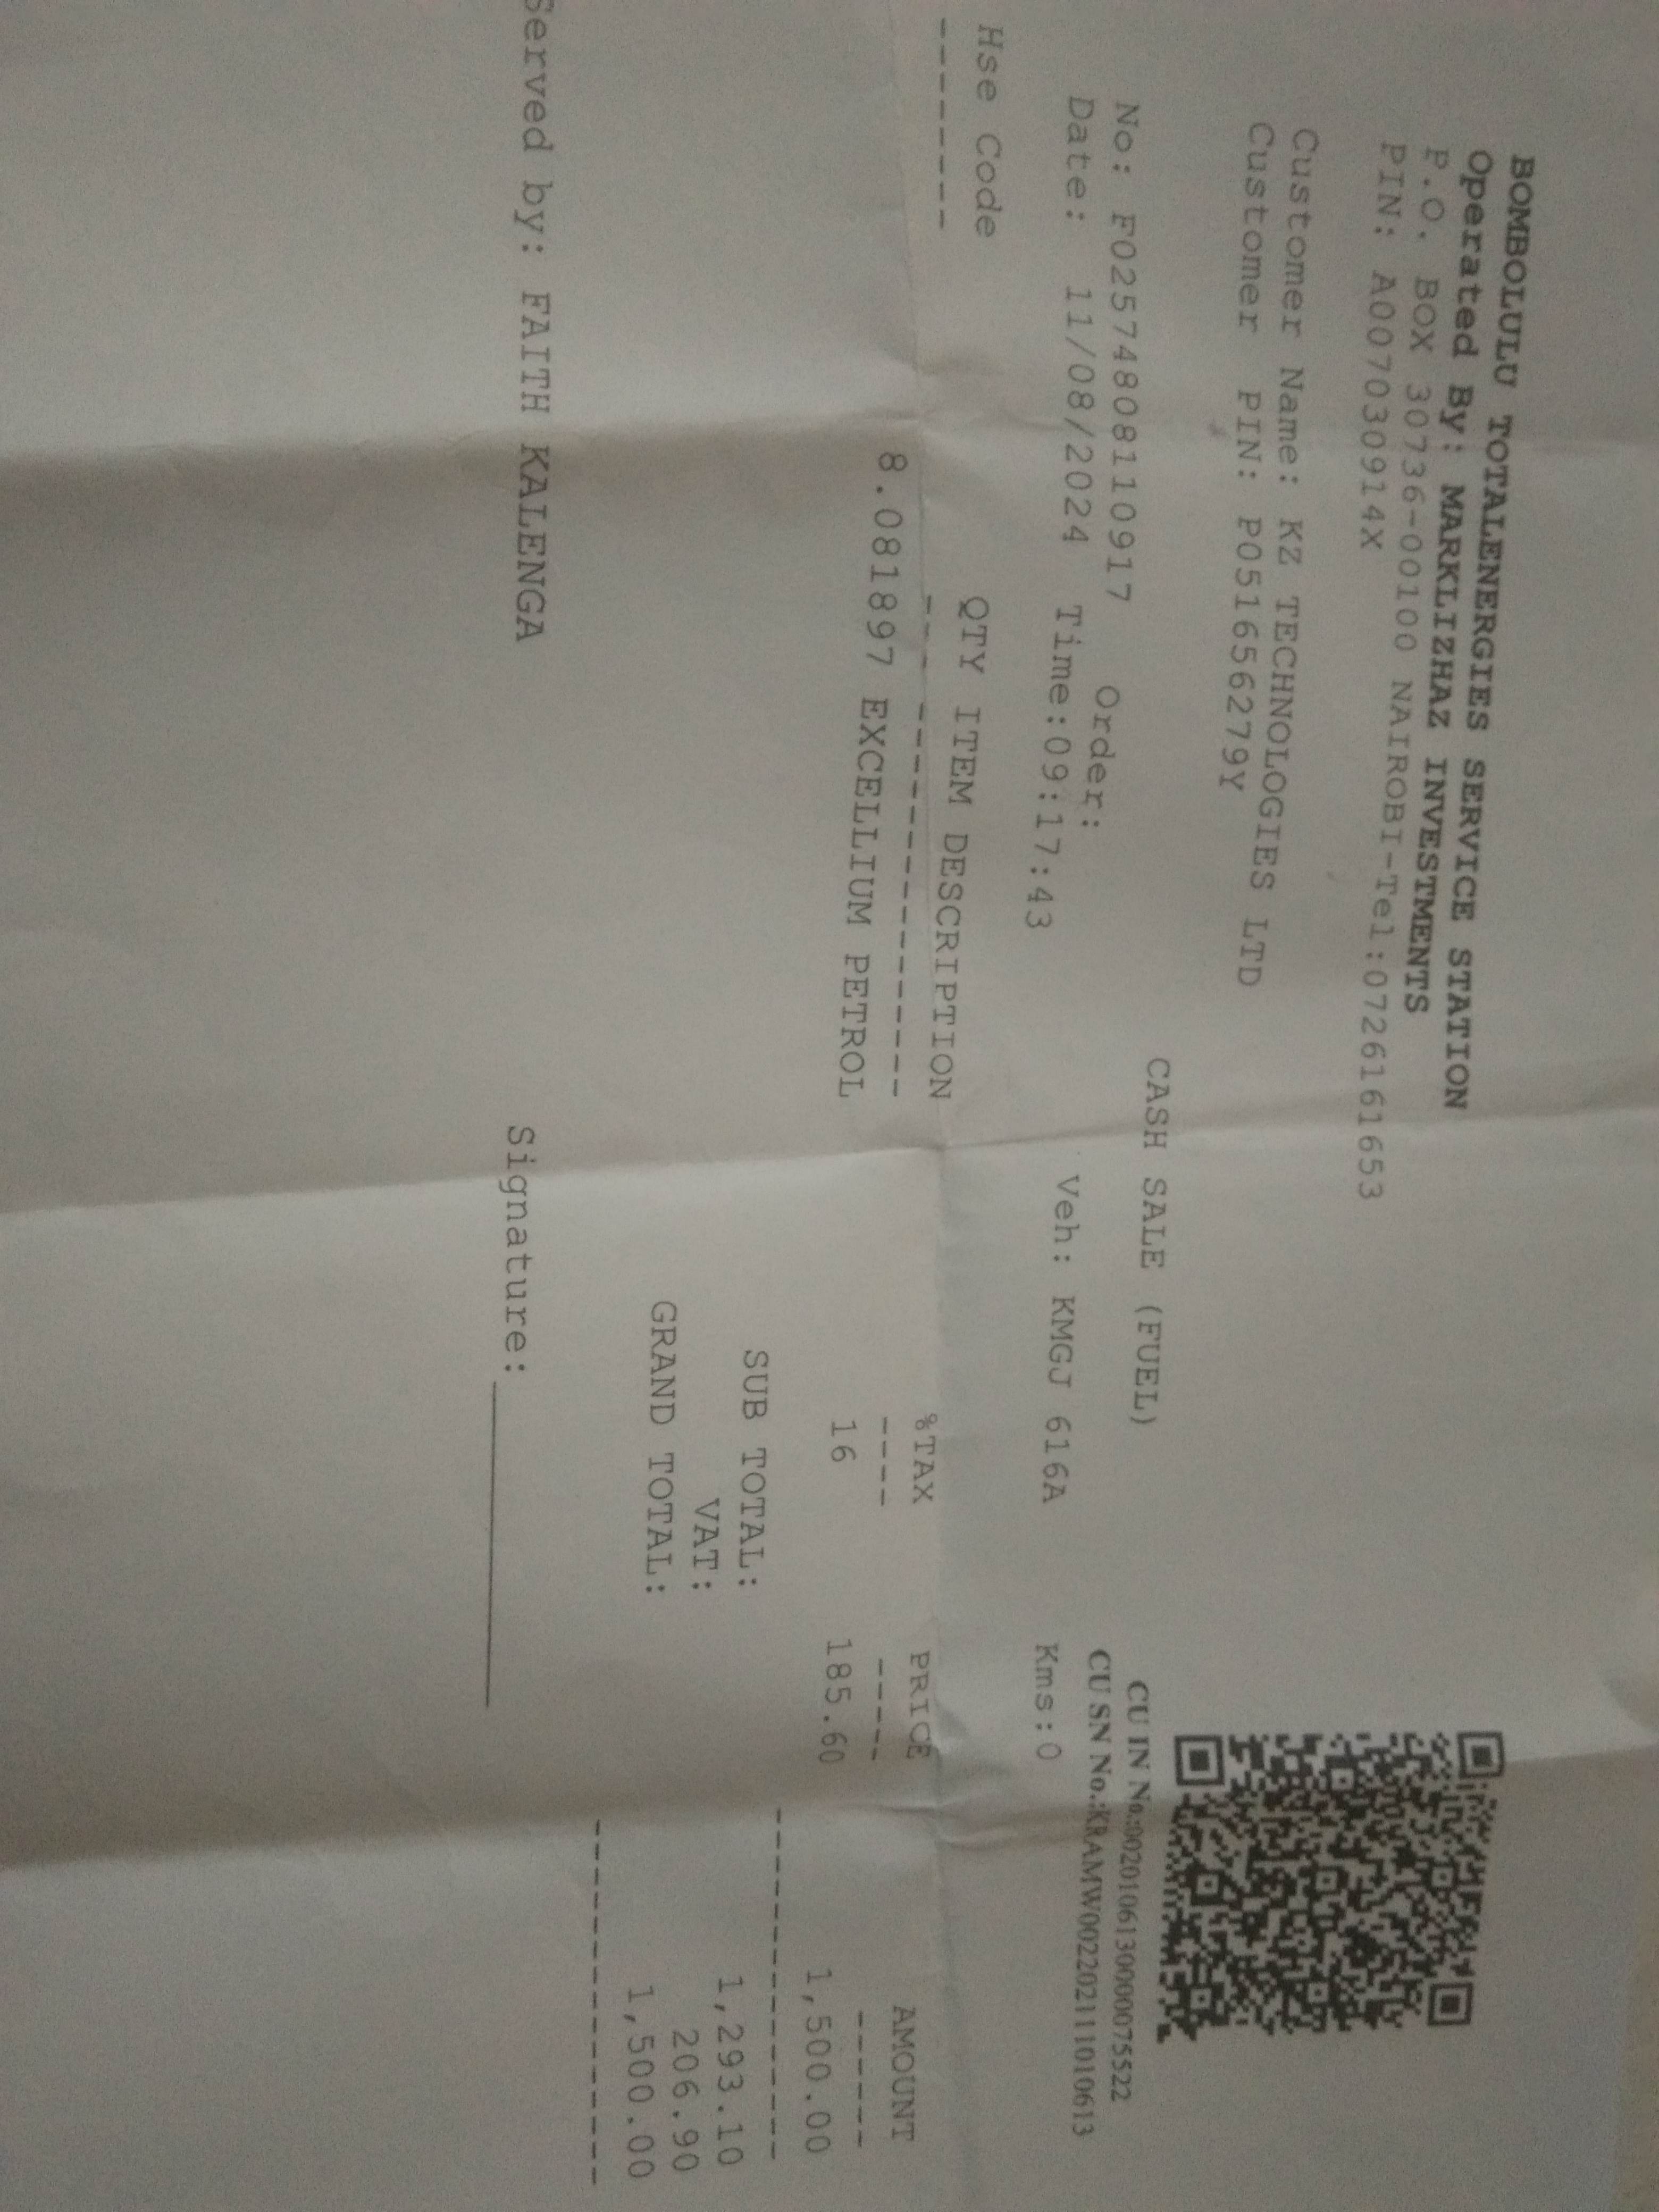 BOMBOLULU TOTALENERGIES SERVICE STATION
Operated By: MARKLIZHAZ INVESTMENTS
P.O. BOX 30736-00100 NAIROBI-Tel:0726161653
PIN: A007030914X
Customer Name: KZ TECHNOLOGIES LTD
Customer PIN: P051656279Y
CASH SALE (FUEL)
CU IN No.:0020106130000075522
No: F02574808110917 Order:
CU SN No.:KRAMW002202111010613
Date: 11/08/2024 Time:09:17:43 Veh: KMGJ 616A Kms:0
Hse Code QTY ITEM DESCRIPTION %TAX PRICE AMOUNT
8.081897 EXCELLIUM PETROL 16 185.60 1,500.00
SUB TOTAL: 1,293.10
VAT: 206.90
GRAND TOTAL: 1,500.00
Served by: FAITH KALENGA Signature: